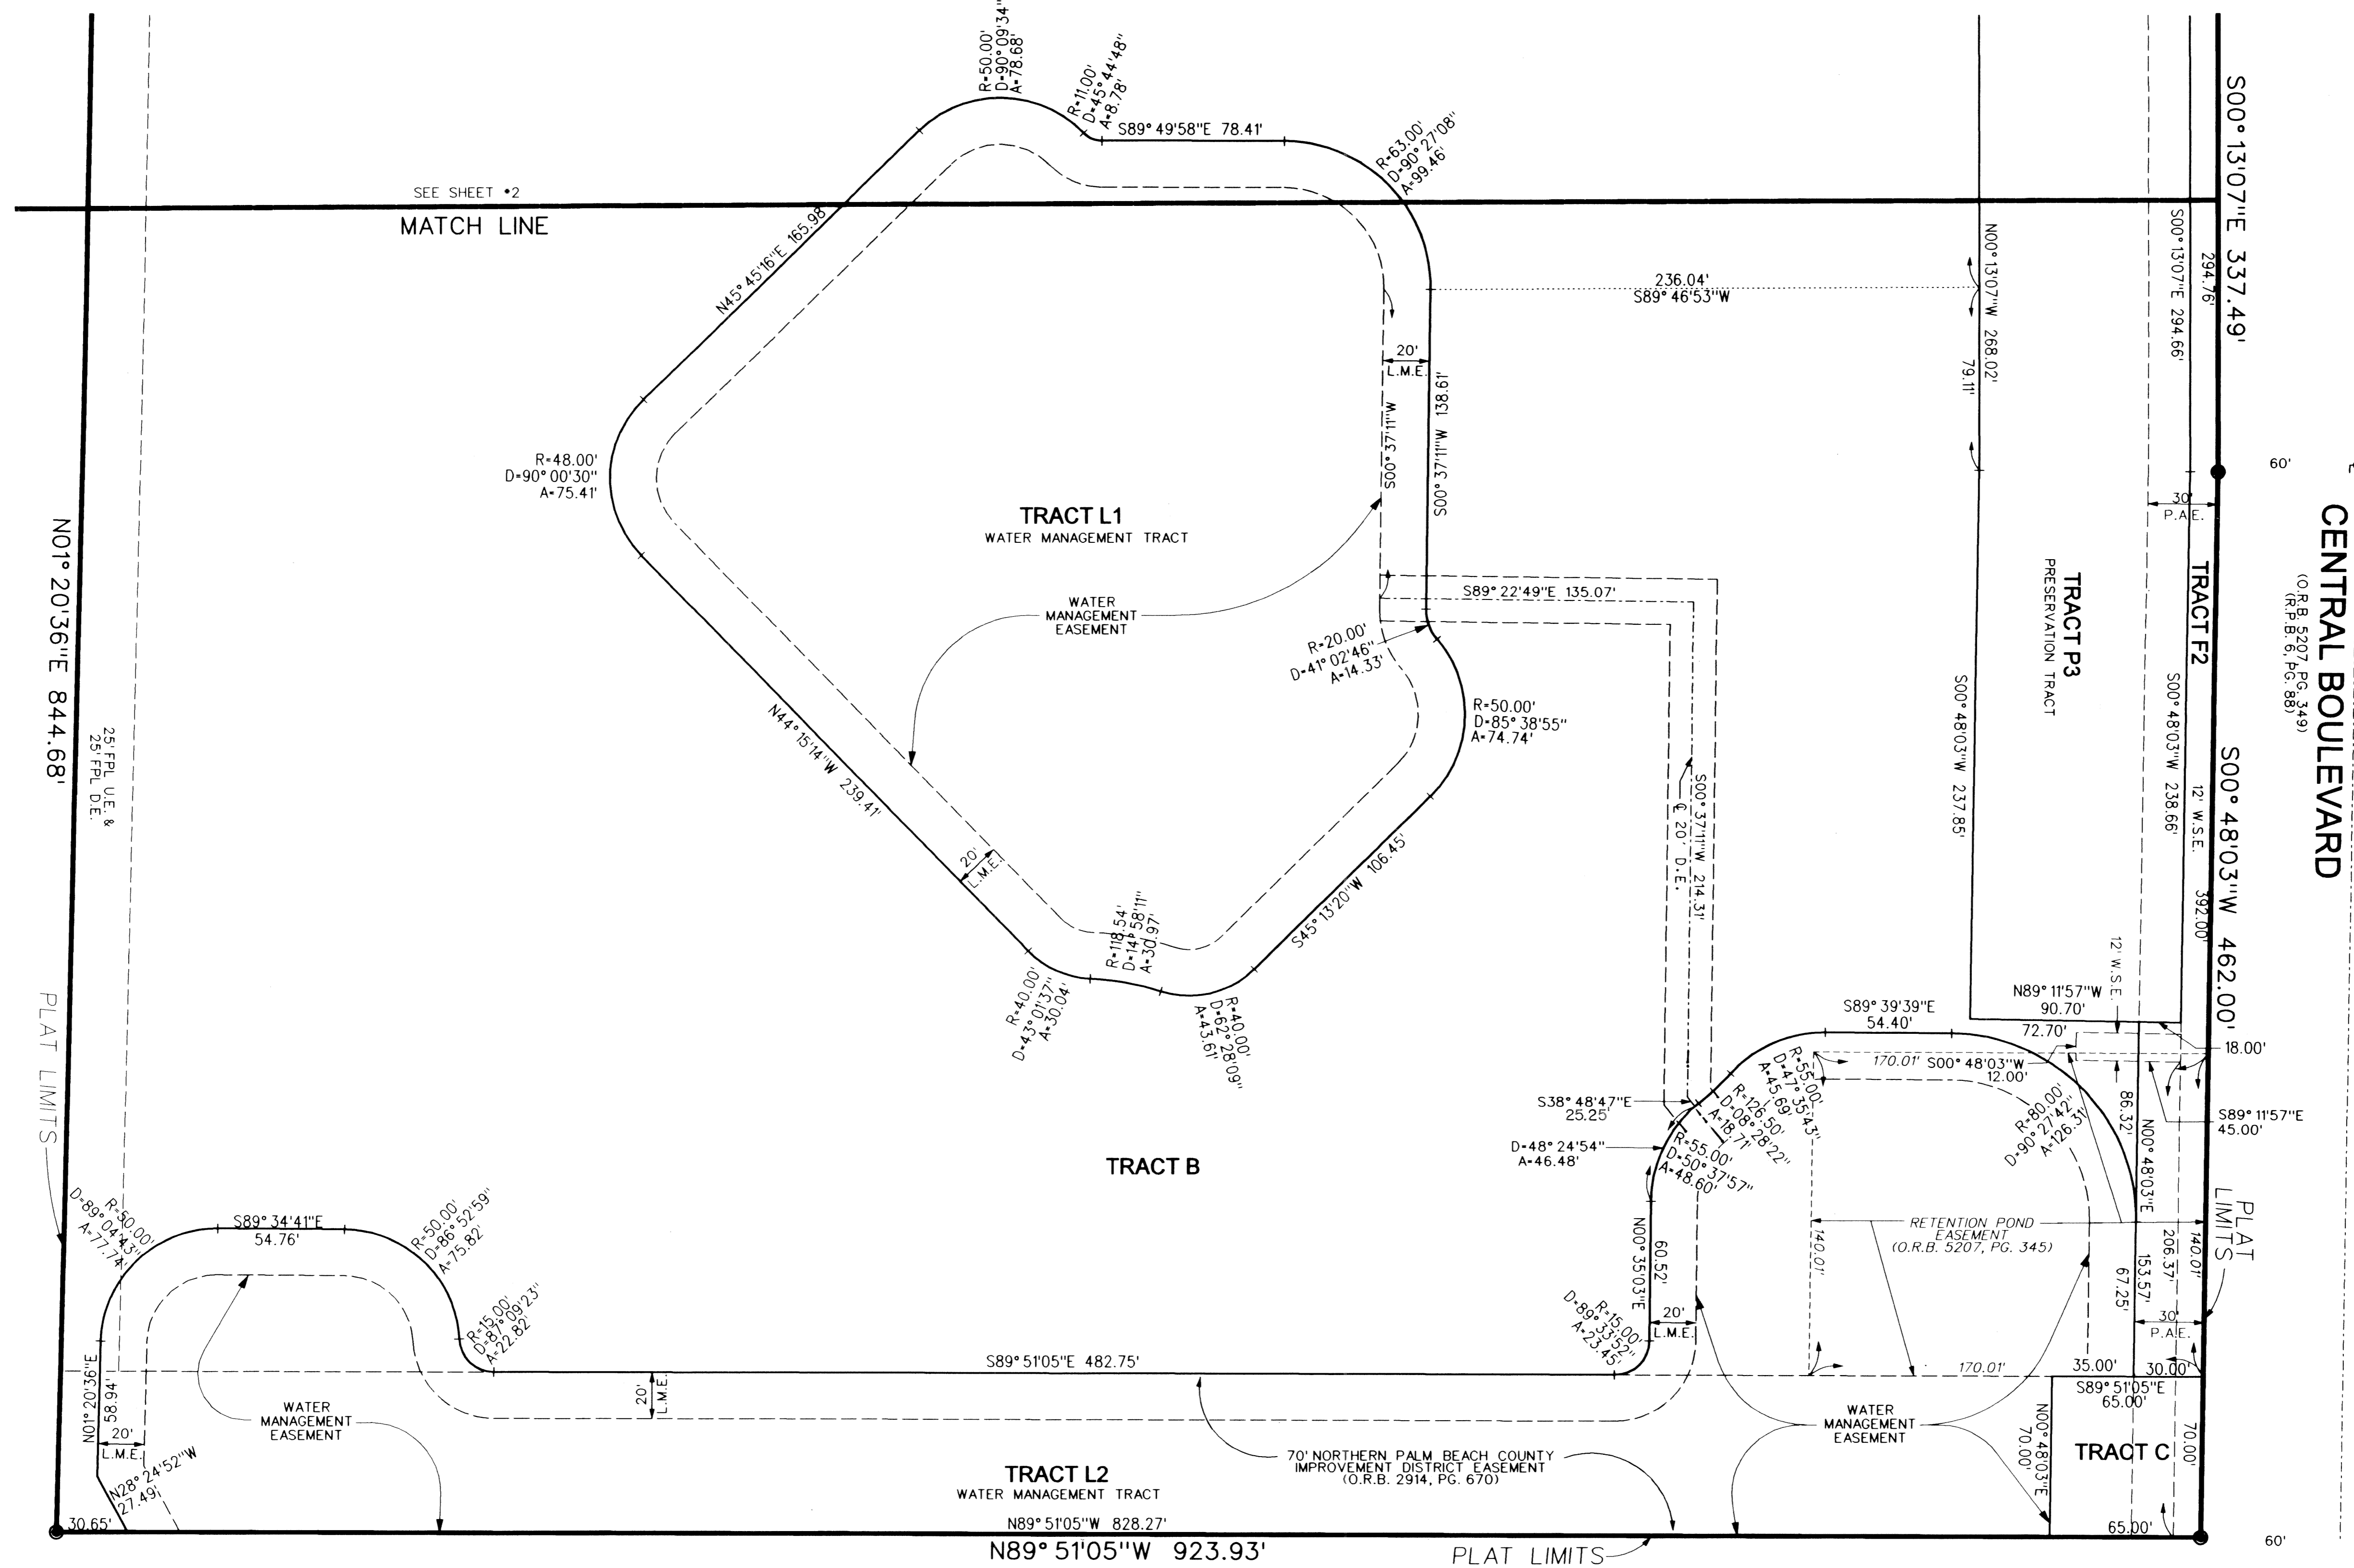 R=50.00'
D=90°09'34"
A=78.68'
R=11.00'
D=45°44'48"
A=8.78'
S89°49'58"E 78.41'
R=63.00'
D=90°27'08"
A=99.46'
SEE SHEET #2
MATCH LINE
N45°45'16"E 165.98'
236.04'
S89°46'53"W
N00°13'07"W 268.02'
79.11'
S00°13'07"E 294.66'
294.76'
S00°13'07"E 337.49'
20'
L.M.E.
S00°37'11"W
S00°37'11"W 138.61'
R=48.00'
D=90°00'30"
A=75.41'
TRACT L1
WATER MANAGEMENT TRACT
WATER
MANAGEMENT
EASEMENT
S89°22'49"E 135.07'
R=20.00'
D=41°02'46"
A=14.33'
R=50.00'
D=85°38'55"
A=74.74'
60'
30'
P.A.E.
TRACT F2
TRACT P3
PRESERVATION TRACT
CENTRAL BOULEVARD
(O.R.B. 5207, PG. 349)
(R.P.B. 6, PG. 88)
N01°20'36"E 844.68'
25' FPL U.E. &
25' FPL D.E.
N44°15'14"W 239.41'
20'
L.M.E.
S45°13'20"W 106.45'
S00°37'11"W 214.31'
℄ 20' D.E.
S00°48'03"W 237.85'
S00°48'03"W 238.66'
12' W.S.E.
392.00'
S00°48'03"W 462.00'
R=118.54'
D=14°58'11"
A=30.97'
R=40.00'
D=43°01'37"
A=30.04'
R=40.00'
D=62°28'09"
A=43.61'
PLAT LIMITS
12' W.S.E.
N89°11'57"W
90.70'
S89°39'39"E
54.40'
72.70'
18.00'
170.01'
S00°48'03"W
12.00'
R=55.00'
D=47°35'43"
A=45.69'
R=126.50'
D=08°28'22"
A=18.71'
R=55.00'
D=50°37'57"
A=48.60'
S38°48'47"E
25.25'
D=48°24'54"
A=46.48'
R=80.00'
D=90°27'42"
A=126.31'
86.32'
S89°11'57"E
45.00'
N00°48'03"E
TRACT B
R=50.00'
D=89°04'43"
A=77.74'
S89°34'41"E
54.76'
R=50.00'
D=86°52'59"
A=75.82'
R=15.00'
D=87°09'23"
A=22.82'
N00°35'03"E
60.52'
20'
L.M.E.
R=15.00'
D=89°33'52"
A=23.45'
RETENTION POND
EASEMENT
(O.R.B. 5207, PG. 345)
140.01'
206.37'
140.01'
153.57'
67.25'
30'
P.A.E.
PLAT
LIMITS
S89°51'05"E 482.75'
20'
L.M.E.
170.01'
35.00'
30.00'
S89°51'05"E
65.00'
N01°20'36"E
58.94'
20'
L.M.E.
WATER
MANAGEMENT
EASEMENT
N28°24'52"W
27.49'
WATER
MANAGEMENT
EASEMENT
70' NORTHERN PALM BEACH COUNTY
IMPROVEMENT DISTRICT EASEMENT
(O.R.B. 2914, PG. 670)
TRACT L2
WATER MANAGEMENT TRACT
N00°48'03"E
70.00'
TRACT C
70.00'
30.65'
N89°51'05"W 828.27'
65.00'
N89°51'05"W 923.93'
PLAT LIMITS
60'